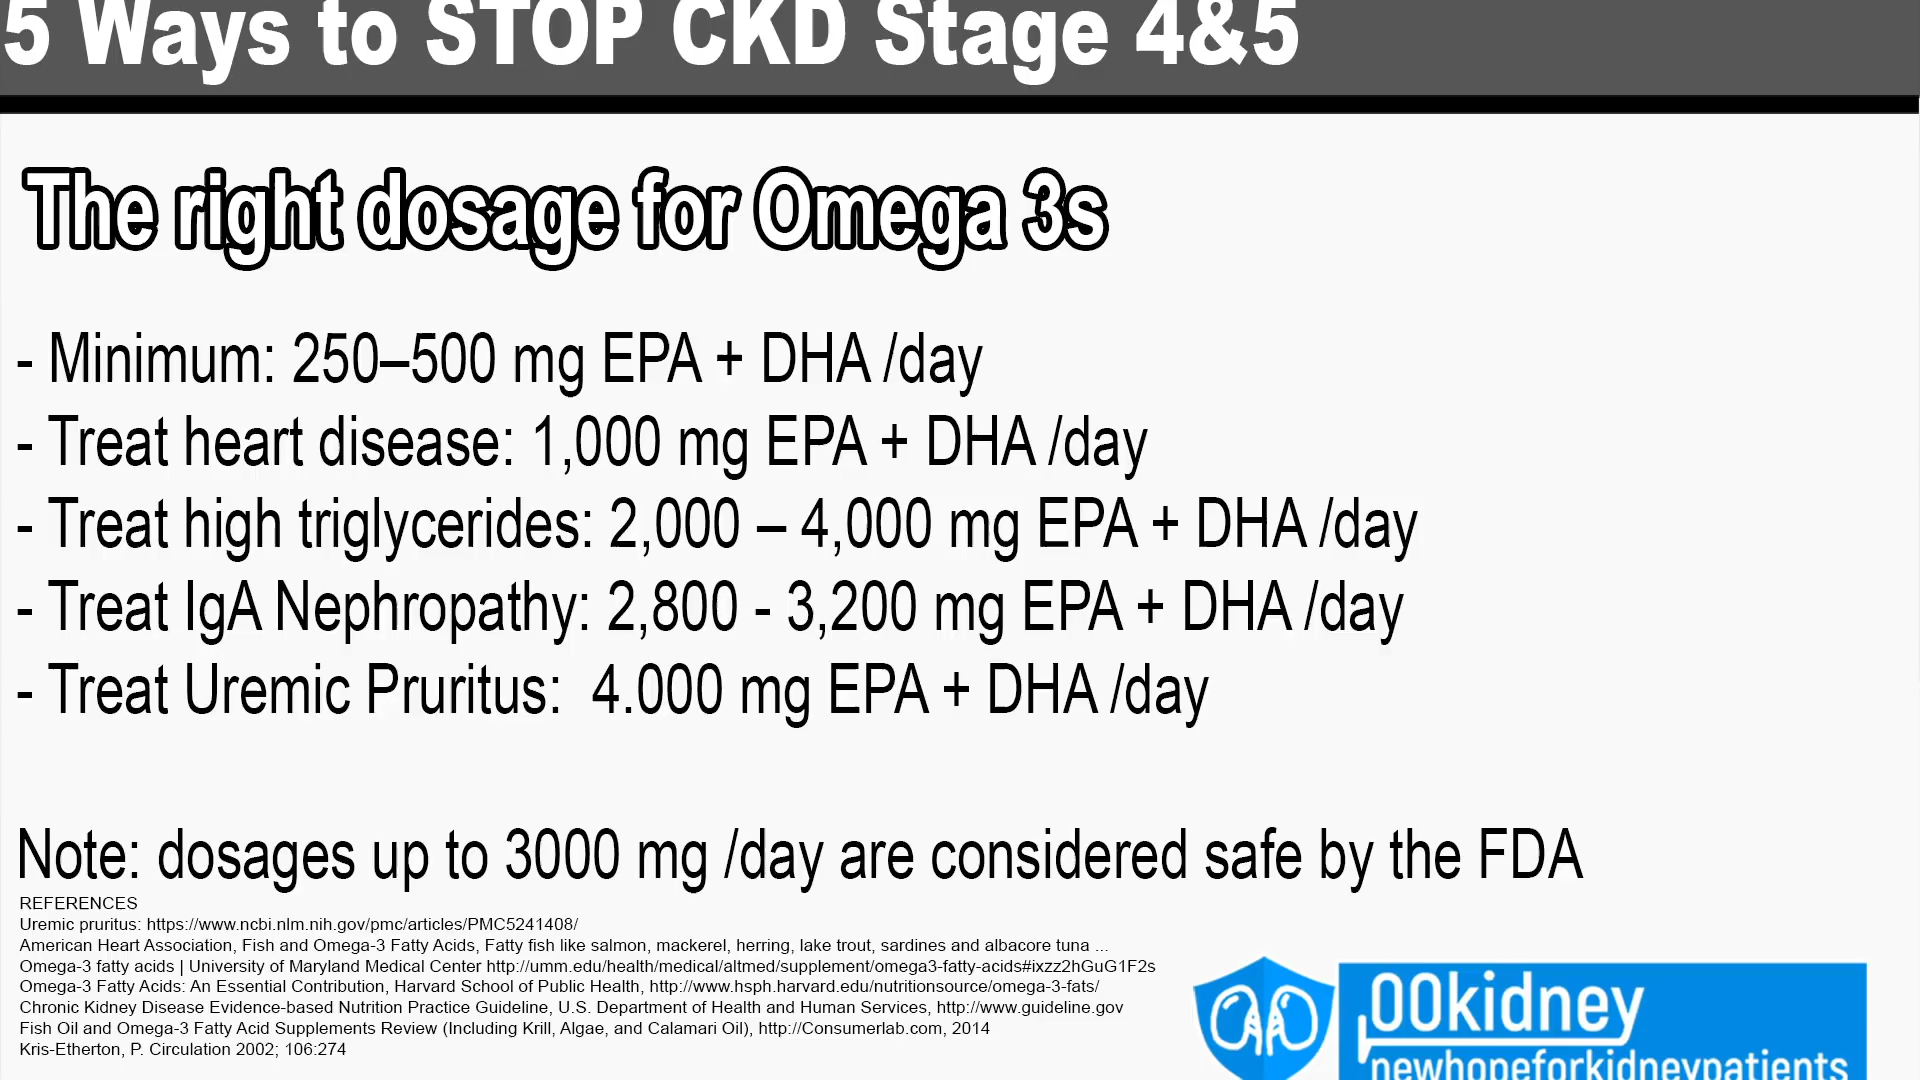 5 Ways to STOP CKD Stage 4&5
The right dosage for Omega 3s
- Minimum: 250–500 mg EPA + DHA /day
- Treat heart disease: 1,000 mg EPA + DHA /day
- Treat high triglycerides: 2,000 – 4,000 mg EPA + DHA /day
- Treat IgA Nephropathy: 2,800 - 3,200 mg EPA + DHA /day
- Treat Uremic Pruritus:  4.000 mg EPA + DHA /day
Note: dosages up to 3000 mg /day are considered safe by the FDA
REFERENCES
Uremic pruritus: https://www.ncbi.nlm.nih.gov/pmc/articles/PMC5241408/
American Heart Association, Fish and Omega-3 Fatty Acids, Fatty fish like salmon, mackerel, herring, lake trout, sardines and albacore tuna ...
Omega-3 fatty acids | University of Maryland Medical Center http://umm.edu/health/medical/altmed/supplement/omega3-fatty-acids#ixzz2hGuG1F2s
Omega-3 Fatty Acids: An Essential Contribution, Harvard School of Public Health, http://www.hsph.harvard.edu/nutritionsource/omega-3-fats/
Chronic Kidney Disease Evidence-based Nutrition Practice Guideline, U.S. Department of Health and Human Services, http://www.guideline.gov
Fish Oil and Omega-3 Fatty Acid Supplements Review (Including Krill, Algae, and Calamari Oil), http://Consumerlab.com, 2014
Kris-Etherton, P. Circulation 2002; 106:274
00kidney
newhopeforkidneypatients